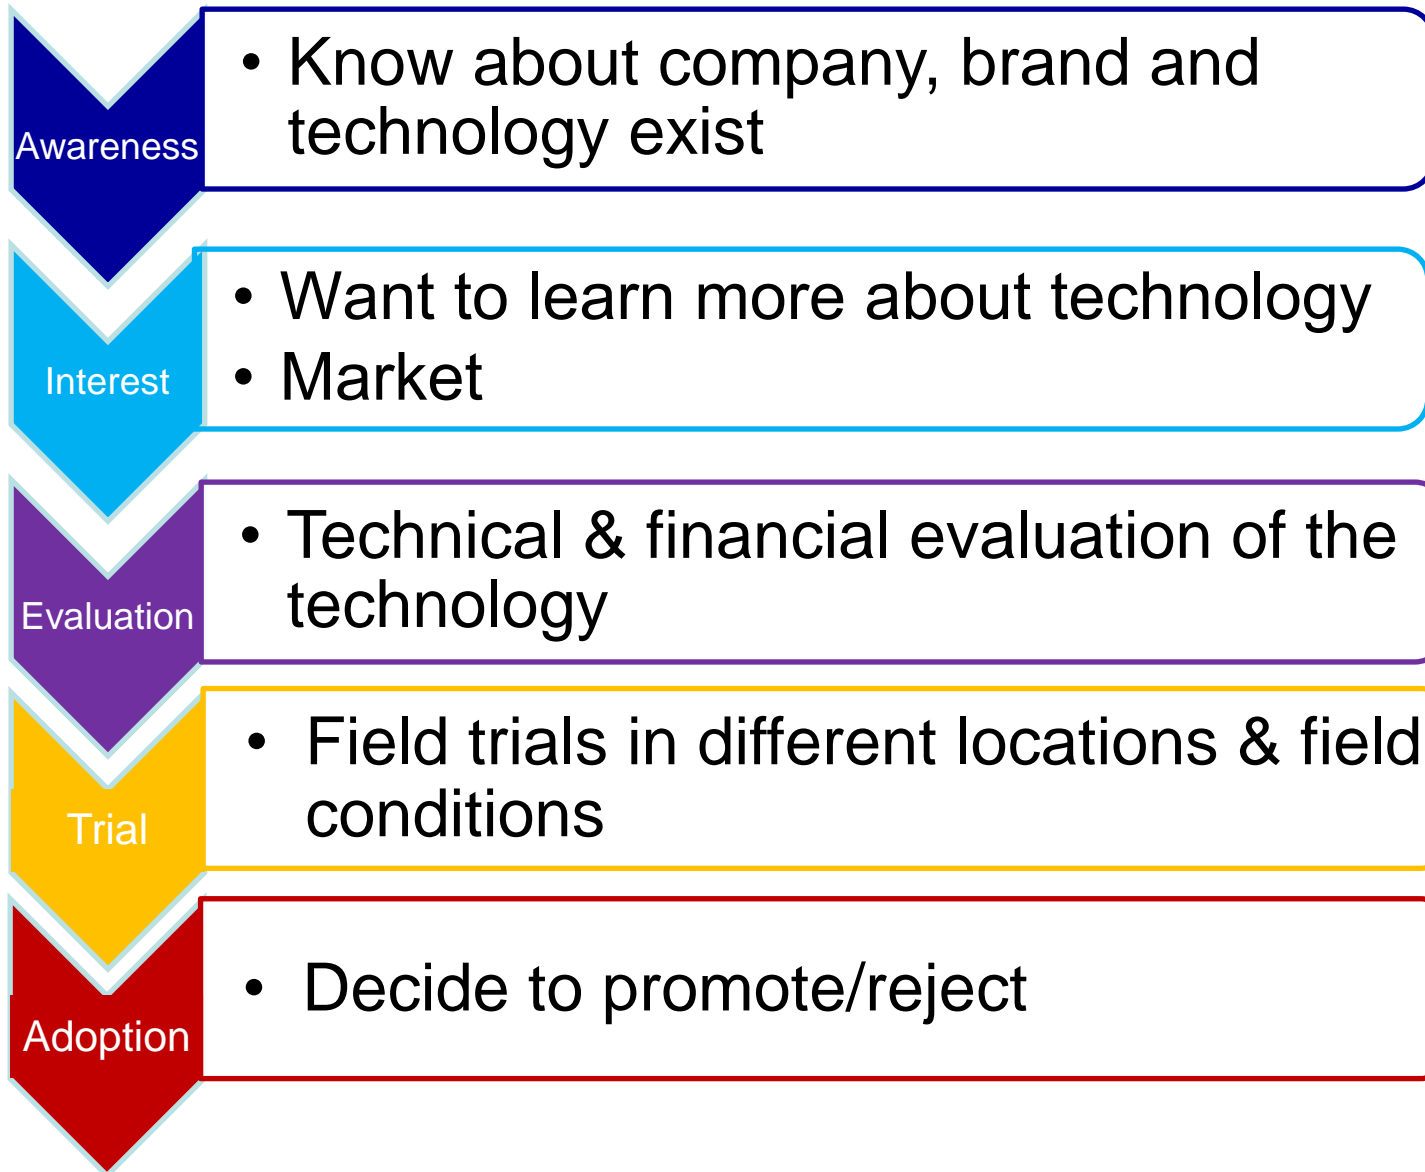 Awareness
• Know about company, brand and
technology exist
Interest
• Want to learn more about technology
• Market
Evaluation
• Technical & financial evaluation of the
technology
Trial
• Field trials in different locations & field
conditions
Adoption
• Decide to promote/reject